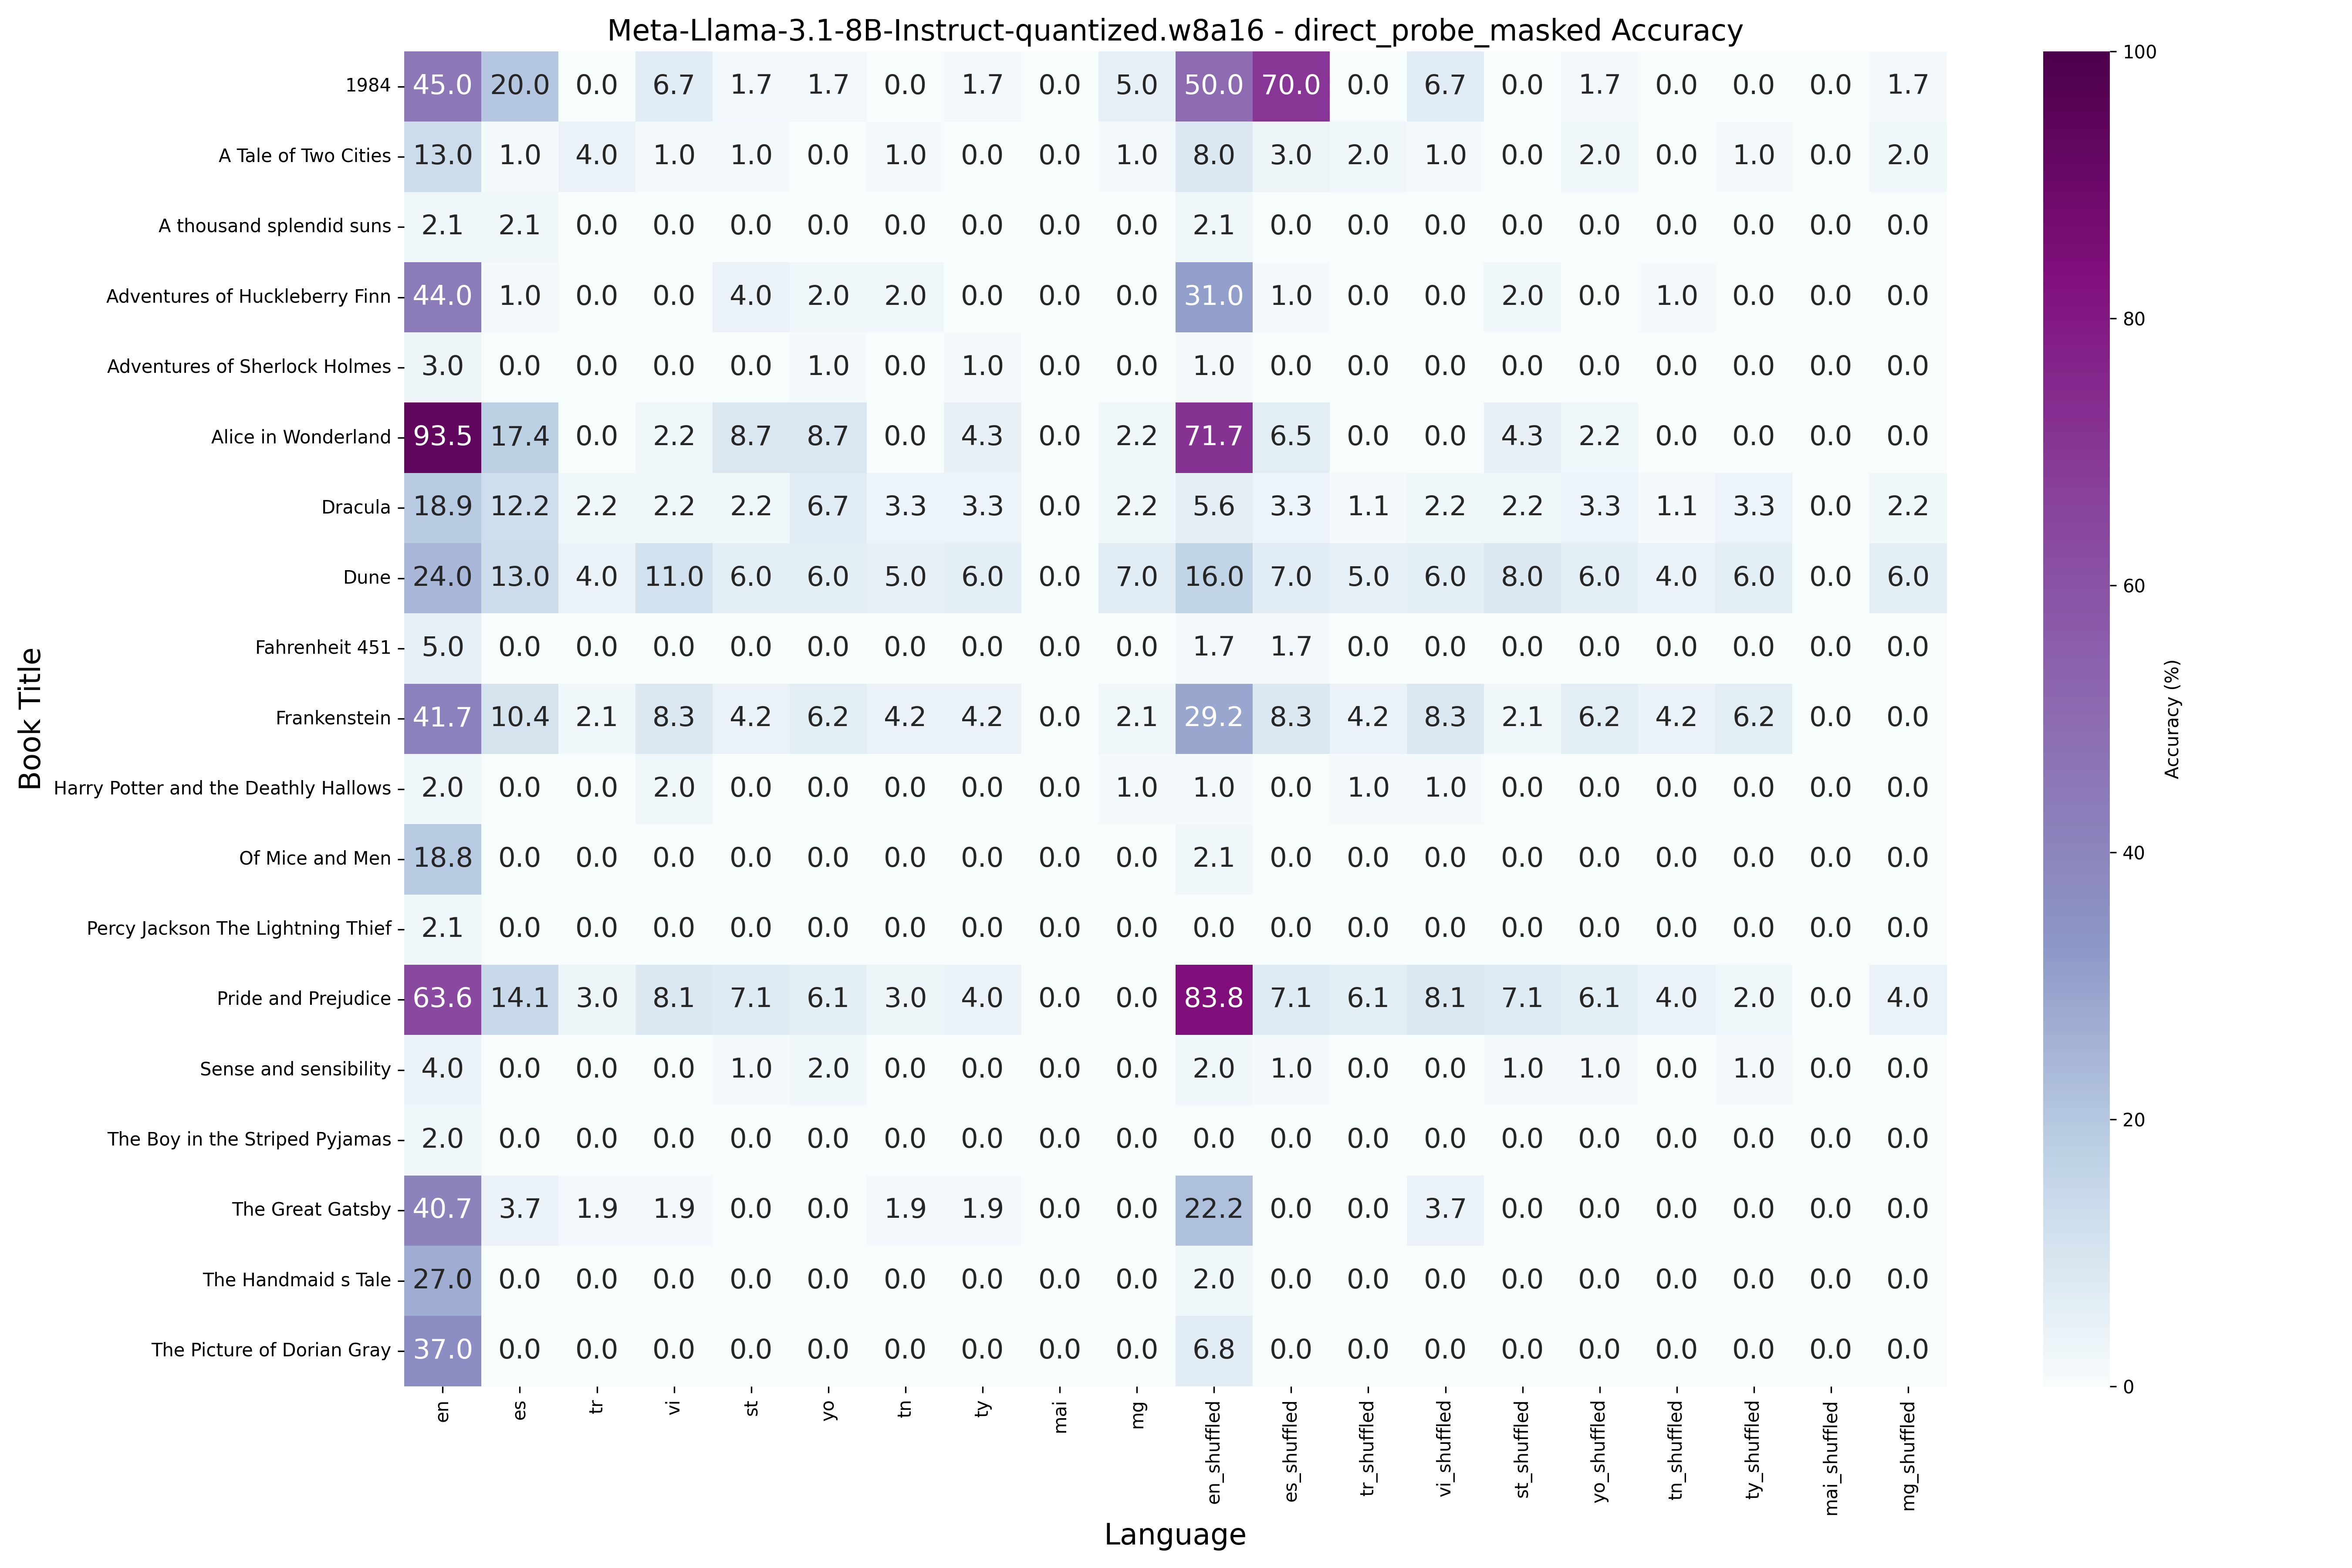 Meta-Llama-3.1-8B-Instruct-quantized.w8a16 - direct_probe_masked Accuracy
Book Title
1984 45.0 20.0 0.0 6.7 1.7 1.7 0.0 1.7 0.0 5.0 50.0 70.0 0.0 6.7 0.0 1.7 0.0 0.0 0.0 1.7
A Tale of Two Cities 13.0 1.0 4.0 1.0 1.0 0.0 1.0 0.0 0.0 1.0 8.0 3.0 2.0 1.0 0.0 2.0 0.0 1.0 0.0 2.0
A thousand splendid suns 2.1 2.1 0.0 0.0 0.0 0.0 0.0 0.0 0.0 0.0 2.1 0.0 0.0 0.0 0.0 0.0 0.0 0.0 0.0 0.0
Adventures of Huckleberry Finn 44.0 1.0 0.0 0.0 4.0 2.0 2.0 0.0 0.0 0.0 31.0 1.0 0.0 0.0 2.0 0.0 1.0 0.0 0.0 0.0
Adventures of Sherlock Holmes 3.0 0.0 0.0 0.0 0.0 1.0 0.0 1.0 0.0 0.0 1.0 0.0 0.0 0.0 0.0 0.0 0.0 0.0 0.0 0.0
Alice in Wonderland 93.5 17.4 0.0 2.2 8.7 8.7 0.0 4.3 0.0 2.2 71.7 6.5 0.0 0.0 4.3 2.2 0.0 0.0 0.0 0.0
Dracula 18.9 12.2 2.2 2.2 2.2 6.7 3.3 3.3 0.0 2.2 5.6 3.3 1.1 2.2 2.2 3.3 1.1 3.3 0.0 2.2
Dune 24.0 13.0 4.0 11.0 6.0 6.0 5.0 6.0 0.0 7.0 16.0 7.0 5.0 6.0 8.0 6.0 4.0 6.0 0.0 6.0
Fahrenheit 451 5.0 0.0 0.0 0.0 0.0 0.0 0.0 0.0 0.0 0.0 1.7 1.7 0.0 0.0 0.0 0.0 0.0 0.0 0.0 0.0
Frankenstein 41.7 10.4 2.1 8.3 4.2 6.2 4.2 4.2 0.0 2.1 29.2 8.3 4.2 8.3 2.1 6.2 4.2 6.2 0.0 0.0
Harry Potter and the Deathly Hallows 2.0 0.0 0.0 2.0 0.0 0.0 0.0 0.0 0.0 1.0 1.0 0.0 1.0 1.0 0.0 0.0 0.0 0.0 0.0 0.0
Of Mice and Men 18.8 0.0 0.0 0.0 0.0 0.0 0.0 0.0 0.0 0.0 2.1 0.0 0.0 0.0 0.0 0.0 0.0 0.0 0.0 0.0
Percy Jackson The Lightning Thief 2.1 0.0 0.0 0.0 0.0 0.0 0.0 0.0 0.0 0.0 0.0 0.0 0.0 0.0 0.0 0.0 0.0 0.0 0.0 0.0
Pride and Prejudice 63.6 14.1 3.0 8.1 7.1 6.1 3.0 4.0 0.0 0.0 83.8 7.1 6.1 8.1 7.1 6.1 4.0 2.0 0.0 4.0
Sense and sensibility 4.0 0.0 0.0 0.0 1.0 2.0 0.0 0.0 0.0 0.0 2.0 1.0 0.0 0.0 1.0 1.0 0.0 1.0 0.0 0.0
The Boy in the Striped Pyjamas 2.0 0.0 0.0 0.0 0.0 0.0 0.0 0.0 0.0 0.0 0.0 0.0 0.0 0.0 0.0 0.0 0.0 0.0 0.0 0.0
The Great Gatsby 40.7 3.7 1.9 1.9 0.0 0.0 1.9 1.9 0.0 0.0 22.2 0.0 0.0 3.7 0.0 0.0 0.0 0.0 0.0 0.0
The Handmaid s Tale 27.0 0.0 0.0 0.0 0.0 0.0 0.0 0.0 0.0 0.0 2.0 0.0 0.0 0.0 0.0 0.0 0.0 0.0 0.0 0.0
The Picture of Dorian Gray 37.0 0.0 0.0 0.0 0.0 0.0 0.0 0.0 0.0 0.0 6.8 0.0 0.0 0.0 0.0 0.0 0.0 0.0 0.0 0.0
en es tr vi st yo tn ty mai mg en_shuffled es_shuffled tr_shuffled vi_shuffled st_shuffled yo_shuffled tn_shuffled ty_shuffled mai_shuffled mg_shuffled
Language
100
80
60
40
20
0
Accuracy (%)